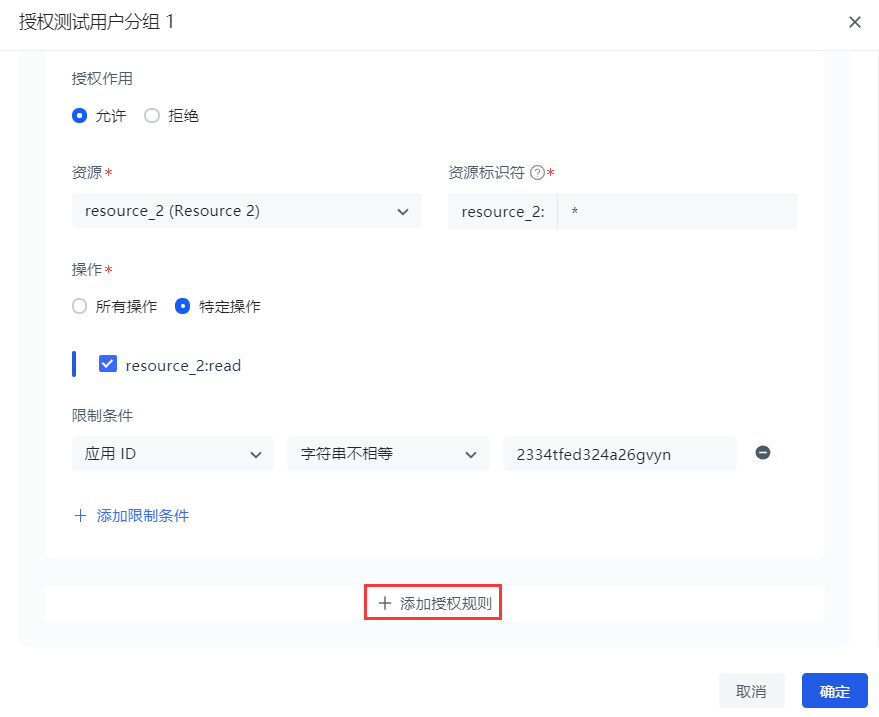 授权测试用户分组 1
授权作用
允许 拒绝
资源* 资源标识符 ?*
resource_2 (Resource 2) resource_2: *
操作*
所有操作 特定操作
resource_2:read
限制条件
应用 ID 字符串不相等 2334tfed324a26gvyn
+ 添加限制条件
+ 添加授权规则
取消 确定